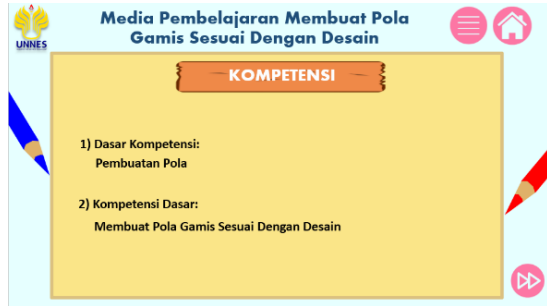 Media Pembelajaran Membuat Pola
Gamis Sesuai Dengan Desain
UNNES
KOMPETENSI
1) Dasar Kompetensi:
Pembuatan Pola
2) Kompetensi Dasar:
Membuat Pola Gamis Sesuai Dengan Desain